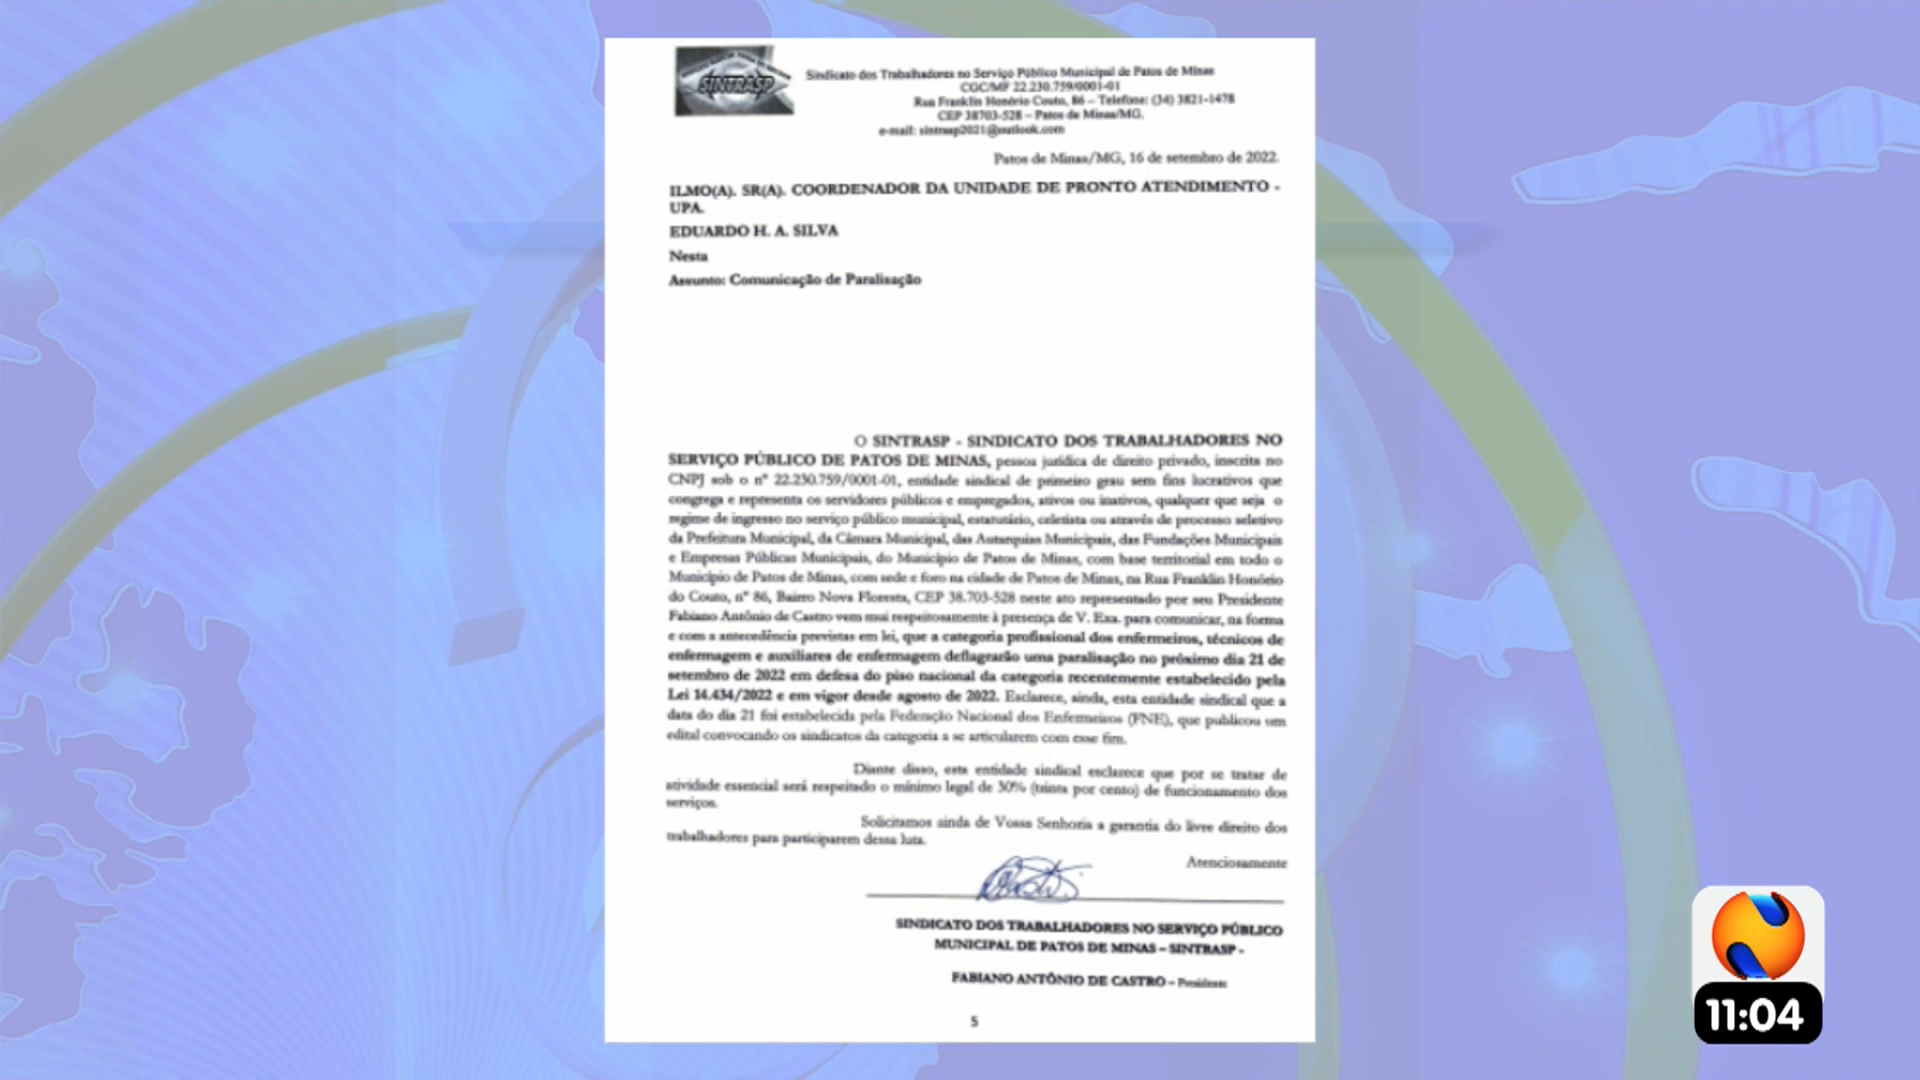 SINTRASP
Sindicato dos Trabalhadores no Serviço Público Municipal de Patos de Minas
CGC/MF 22.230.759/0001-01
Rua Franklin Honório Couto, 86 – Telefone: (34) 3821-1478
CEP 38703-528 – Patos de Minas/MG.
e-mail: sintrasp2021@outlook.com
Patos de Minas/MG, 16 de setembro de 2022.
ILMO(A). SR(A). COORDENADOR DA UNIDADE DE PRONTO ATENDIMENTO -
UPA.
EDUARDO H. A. SILVA
Nesta
Assunto: Comunicação de Paralisação
O SINTRASP - SINDICATO DOS TRABALHADORES NO
SERVIÇO PÚBLICO DE PATOS DE MINAS, pessoa jurídica de direito privado, inscrita no
CNPJ sob o nº 22.230.759/0001-01, entidade sindical de primeiro grau sem fins lucrativos que
congrega e representa os servidores públicos e empregados, ativos ou inativos, qualquer que seja o
regime de ingresso no serviço público municipal, estatutário, celetista ou através de processo seletivo
da Prefeitura Municipal, da Câmara Municipal, das Autarquias Municipais, das Fundações Municipais
e Empresas Públicas Municipais, do Município de Patos de Minas, com base territorial em todo o
Município de Patos de Minas, com sede e foro na cidade de Patos de Minas, na Rua Franklin Honório
do Couto, nº 86, Bairro Nova Floresta, CEP 38.703-528 neste ato representado por seu Presidente
Fabiano Antônio de Castro vem mui respeitosamente à presença de V. Exa. para comunicar, na forma
e com a antecedência previstas em lei, que a categoria profissional dos enfermeiros, técnicos de
enfermagem e auxiliares de enfermagem deflagrarão uma paralisação no próximo dia 21 de
setembro de 2022 em defesa do piso nacional da categoria recentemente estabelecido pela
Lei 14.434/2022 e em vigor desde agosto de 2022. Esclarece, ainda, esta entidade sindical que a
data do dia 21 foi estabelecida pela Federação Nacional dos Enfermeiros (FNE), que publicou um
edital convocando os sindicatos da categoria a se articularem com esse fim.
Diante disso, esta entidade sindical esclarece que por se tratar de
atividade essencial será respeitado o mínimo legal de 30% (trinta por cento) de funcionamento dos
serviços.
Solicitamos ainda de Vossa Senhoria a garantia do livre direito dos
trabalhadores para participarem dessa luta.
Atenciosamente
SINDICATO DOS TRABALHADORES NO SERVIÇO PÚBLICO
MUNICIPAL DE PATOS DE MINAS – SINTRASP -
FABIANO ANTÔNIO DE CASTRO – Presidente
5
11:04